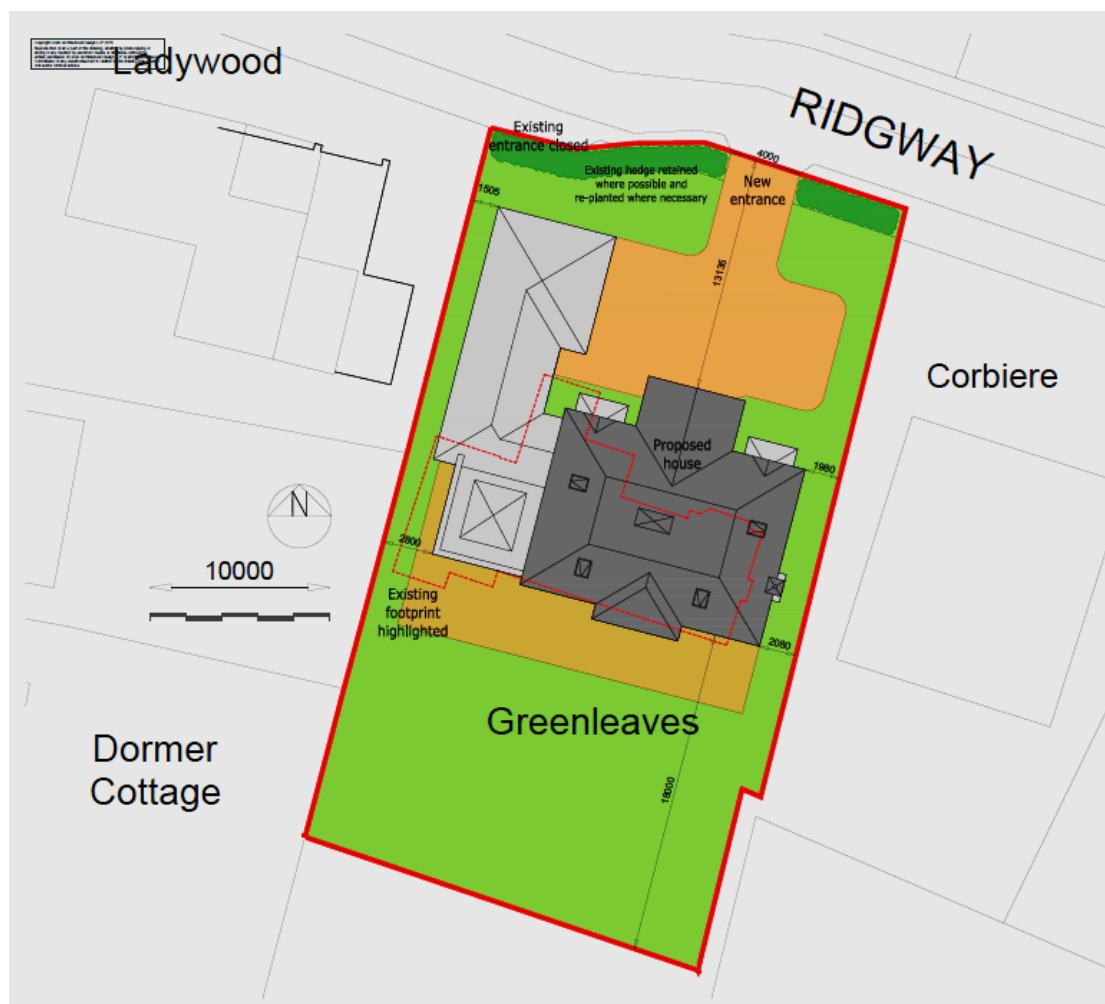 Ladywood
RIDGWAY
Existing
entrance closed
4000
Existing hedge retained
where possible and
re-planted where necessary
New
entrance
1505
13135
Corbiere
Proposed
house
1980
N
2800
10000
Existing
footprint
highlighted
2080
Greenleaves
Dormer
Cottage
18000